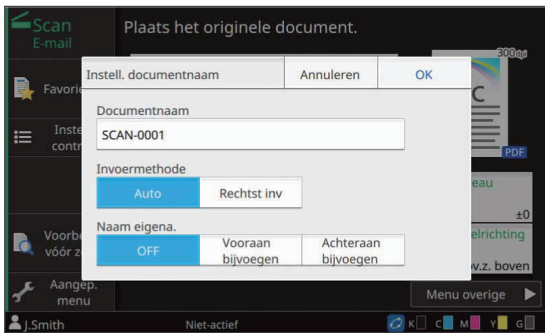 Scan
E-mail
Plaats het originele document.
300dpi
Instell. documentnaam
Annuleren
OK
Favorie
C
Documentnaam
SCAN-0001
Inste
contr
PDF
Invoermethode
Auto
Rechtst inv
eau
±0
Naam eigena.
OFF
Vooraan
bijvoegen
Achteraan
bijvoegen
Voorbe
vóór z
elrichting
v.z. boven
Aangep.
menu
Menu overige
J.Smith
Niet-actief
K C M Y G